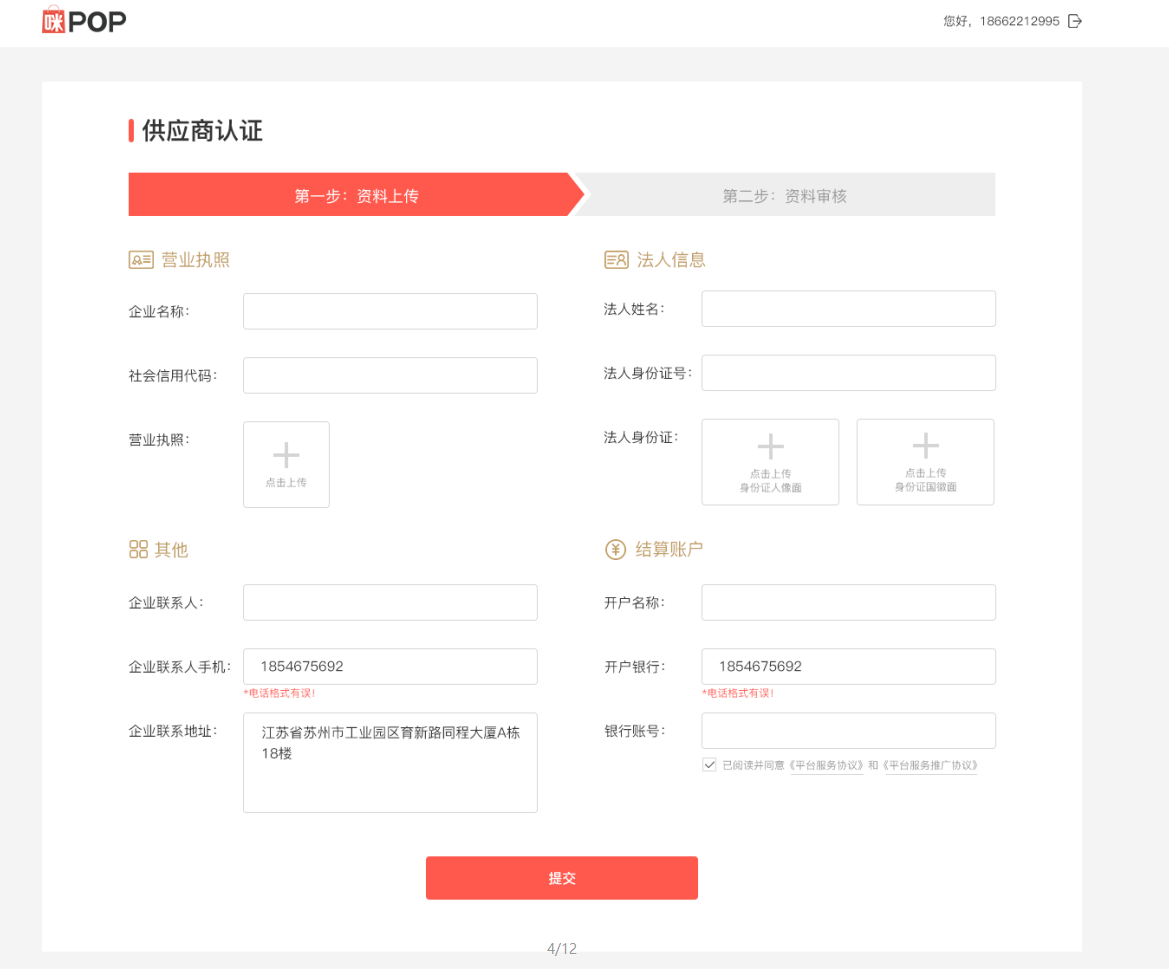 咪POP
您好，18662212995
供应商认证
第一步：资料上传
第二步：资料审核
营业执照
企业名称：
社会信用代码：
营业执照：
点击上传
法人信息
法人姓名：
法人身份证号：
法人身份证：
点击上传
身份证人像面
点击上传
身份证国徽面
其他
企业联系人：
企业联系人手机：
1854675692
*电话格式有误！
企业联系地址：
江苏省苏州市工业园区育新路同程大厦A栋
18楼
结算账户
开户名称：
开户银行：
1854675692
*电话格式有误！
银行账号：
已阅读并同意《平台服务协议》和《平台服务推广协议》
提交
4/12